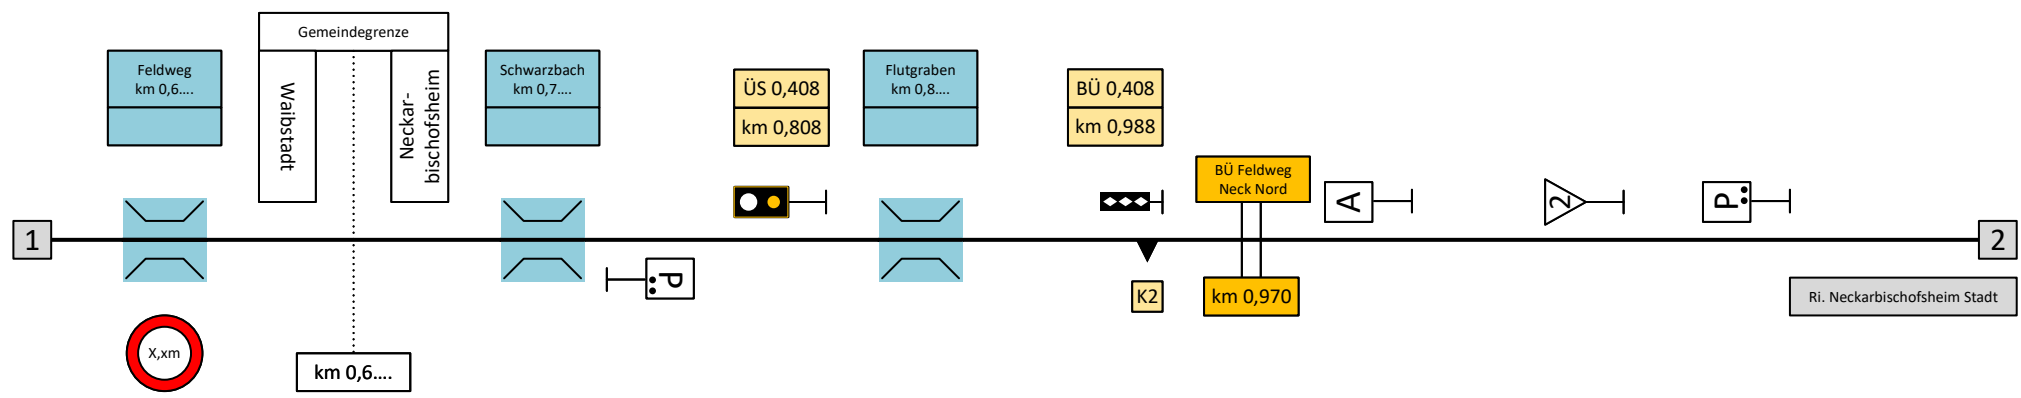 Gemeindegrenze
Waibstadt
Neckar-
bischofsheim
Feldweg
km 0,6....
Schwarzbach
km 0,7....
ÜS 0,408
km 0,808
Flutgraben
km 0,8....
BÜ 0,408
km 0,988
BÜ Feldweg
Neck Nord
A
2
P
1
2
P
K2
km 0,970
Ri. Neckarbischofsheim Stadt
X,xm
km 0,6....